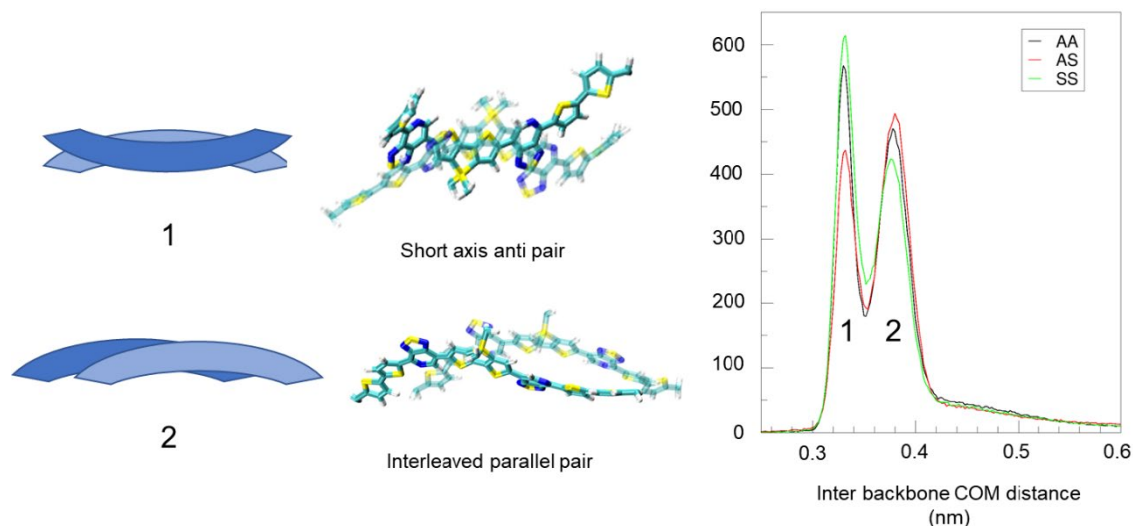 1
Short axis anti pair
2
Interleaved parallel pair
600
500
400
300
200
100
0
AA
AS
SS
1 2
0.3 0.4 0.5 0.6
Inter backbone COM distance
(nm)